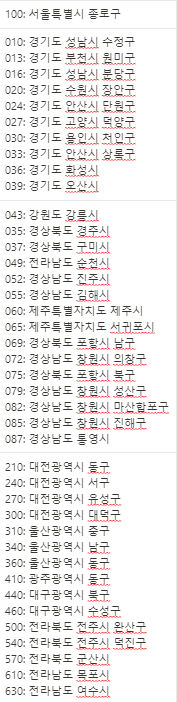 100: 서울특별시 종로구
010: 경기도 성남시 수정구
013: 경기도 부천시 원미구
016: 경기도 성남시 분당구
020: 경기도 수원시 장안구
024: 경기도 안산시 단원구
027: 경기도 고양시 덕양구
030: 경기도 용인시 처인구
033: 경기도 안산시 상록구
036: 경기도 화성시
039: 경기도 오산시
043: 강원도 강릉시
035: 경상북도 경주시
037: 경상북도 구미시
049: 전라남도 순천시
052: 경상남도 진주시
055: 경상남도 김해시
060: 제주특별자치도 제주시
065: 제주특별자치도 서귀포시
069: 경상북도 포항시 남구
072: 경상남도 창원시 의창구
075: 경상북도 포항시 북구
079: 경상남도 창원시 성산구
082: 경상남도 창원시 마산합포구
085: 경상남도 창원시 진해구
087: 경상남도 통영시
210: 대전광역시 동구
240: 대전광역시 서구
270: 대전광역시 유성구
300: 대전광역시 대덕구
310: 울산광역시 중구
340: 울산광역시 남구
360: 울산광역시 동구
410: 광주광역시 동구
440: 대구광역시 북구
460: 대구광역시 수성구
500: 전라북도 전주시 완산구
540: 전라북도 전주시 덕진구
570: 전라북도 군산시
610: 전라남도 목포시
630: 전라남도 여수시